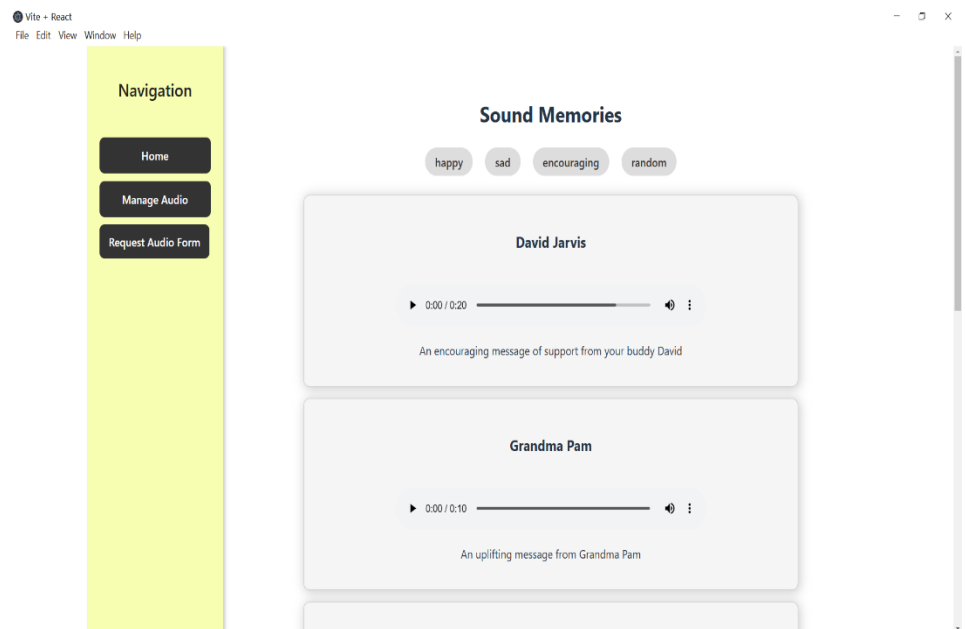 Vite + React
File Edit View Window Help
Navigation
Home
Manage Audio
Request Audio Form
Sound Memories
happy sad encouraging random
David Jarvis
0:00 / 0:20
An encouraging message of support from your buddy David
Grandma Pam
0:00 / 0:10
An uplifting message from Grandma Pam